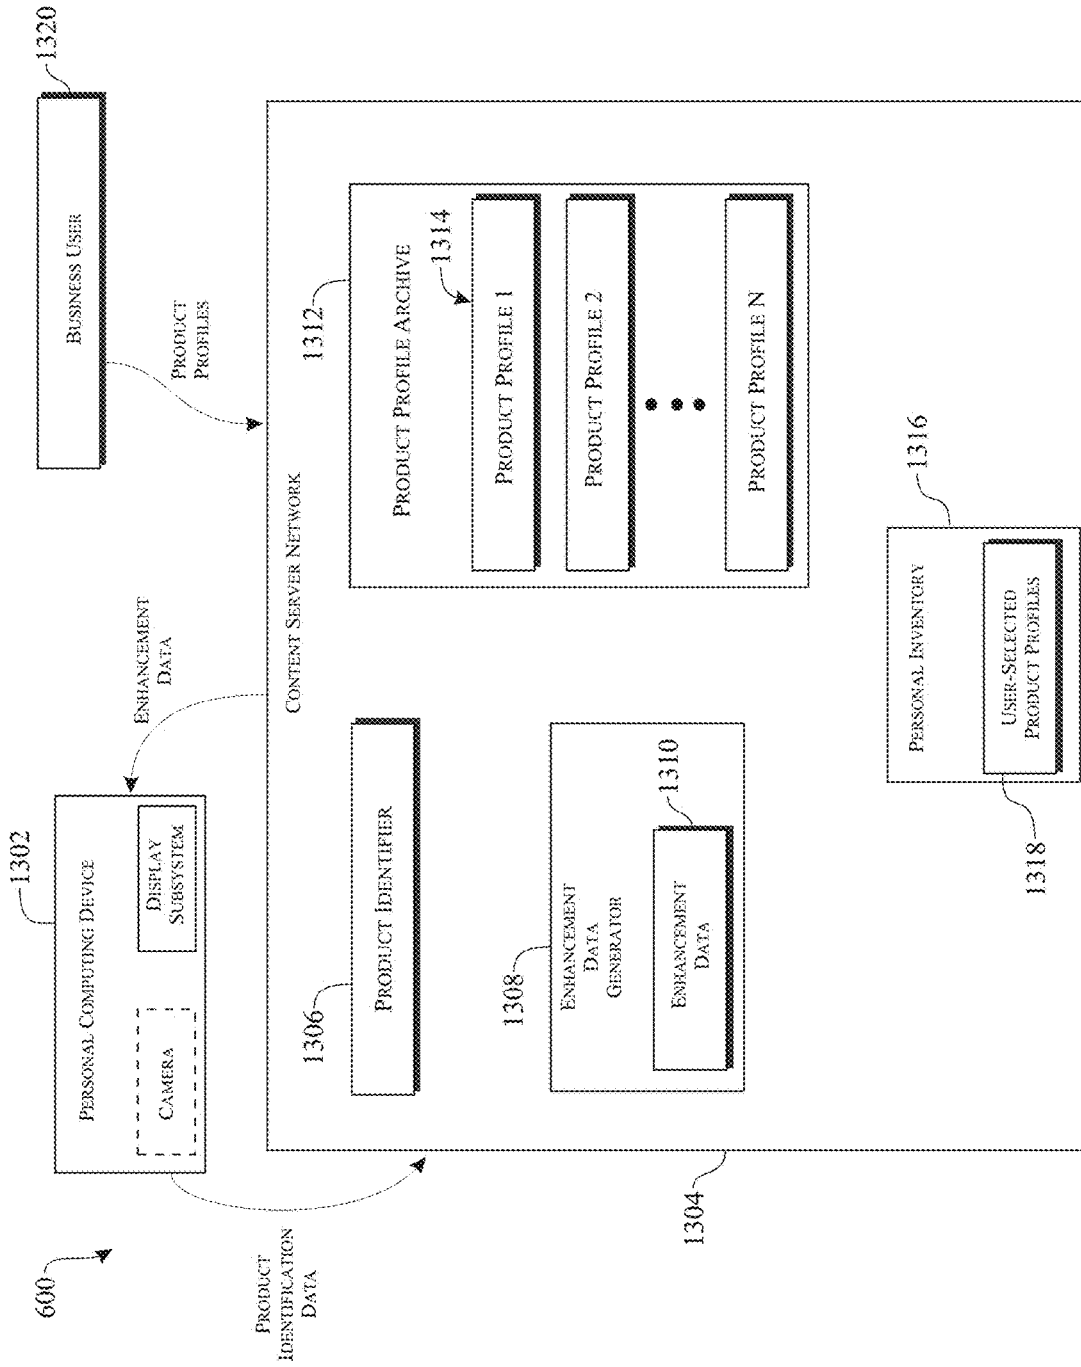 600
1302
PERSONAL COMPUTING DEVICE
CAMERA
DISPLAY
SUBSYSTEM
1320
BUSINESS USER
PRODUCT
IDENTIFICATION
DATA
ENHANCEMENT
DATA
PRODUCT
PROFILES
1304
CONTENT SERVER NETWORK
1306
PRODUCT IDENTIFIER
1312
PRODUCT PROFILE ARCHIVE
1314
PRODUCT PROFILE 1
PRODUCT PROFILE 2
PRODUCT PROFILE N
1308
ENHANCEMENT
DATA
GENERATOR
1310
ENHANCEMENT
DATA
1316
PERSONAL INVENTORY
1318
USER-SELECTED
PRODUCT PROFILES